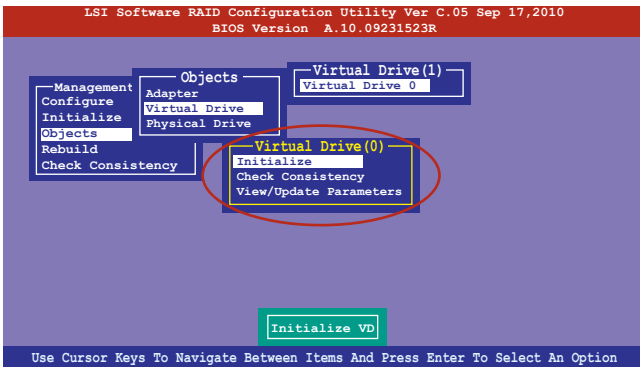 LSI Software RAID Configuration Utility Ver C.05 Sep 17,2010
BIOS Version A.10.09231523R
Management
Configure
Initialize
Objects
Rebuild
Check Consistency
Objects
Adapter
Virtual Drive
Physical Drive
Virtual Drive(1)
Virtual Drive 0
Virtual Drive(0)
Initialize
Check Consistency
View/Update Parameters
Initialize VD
Use Cursor Keys To Navigate Between Items And Press Enter To Select An Option